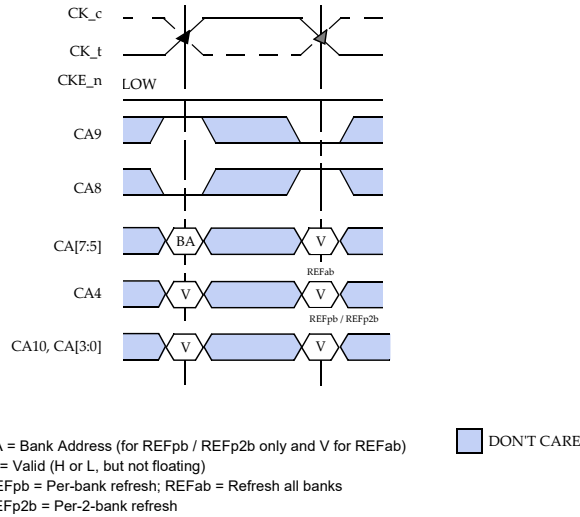 CK_c
CK_t
CKE_n LOW
CA9
CA8
CA[7:5] BA V
REFab
CA4 V V
REFpb / REFp2b
CA10, CA[3:0] V V
A = Bank Address (for REFpb / REFp2b only and V for REFab)
= Valid (H or L, but not floating)
EFpb = Per-bank refresh; REFab = Refresh all banks
EFp2b = Per-2-bank refresh
DON'T CARE